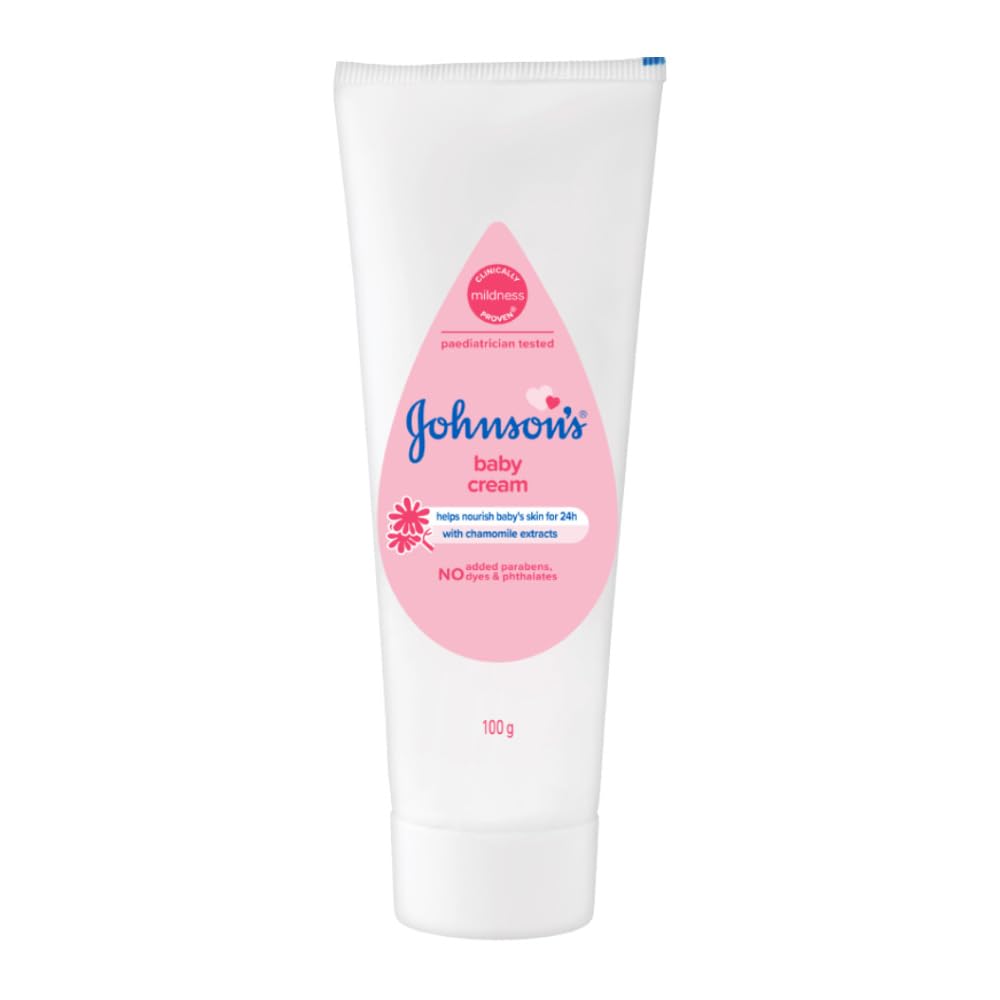 CLINICALLY
mildness
PROVEN®
paediatrician tested
Johnson's®
baby
cream
helps nourish baby's skin for 24h
with chamomile extracts
NO added parabens,
dyes & phthalates
100 g